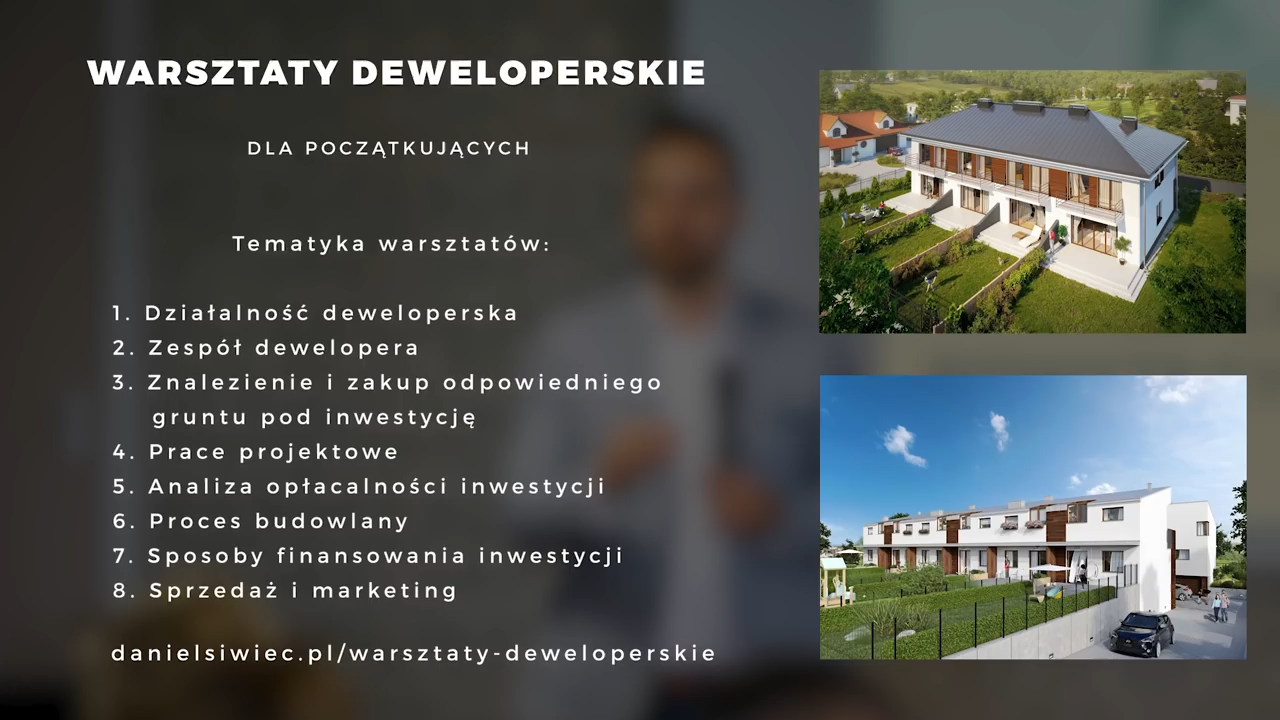 WARSZTATY DEWELOPERSKIE
DLA POCZĄTKUJĄCYCH
Tematyka warsztatów:
1. Działalność deweloperska
2. Zespół dewelopera
3. Znalezienie i zakup odpowiedniego
gruntu pod inwestycję
4. Prace projektowe
5. Analiza opłacalności inwestycji
6. Proces budowlany
7. Sposoby finansowania inwestycji
8. Sprzedaż i marketing
danielsiwiec.pl/warsztaty-deweloperskie